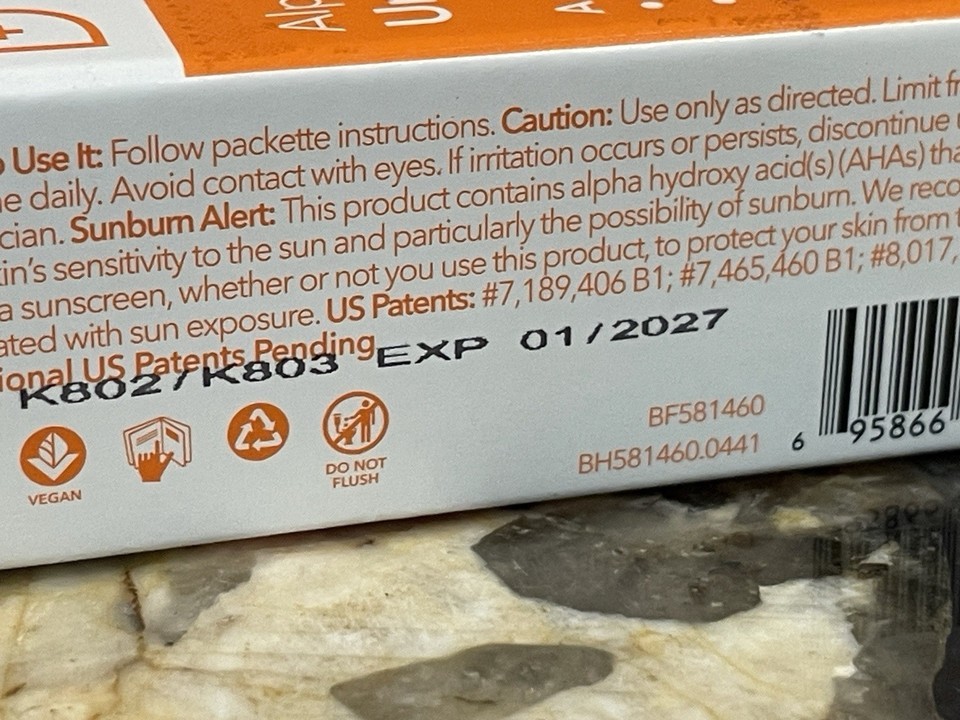 Use It: Follow packette instructions. Caution: Use only as directed. Limit
daily. Avoid contact with eyes. If irritation occurs or persists, discontinue
Sunburn Alert: This product contains alpha hydroxy acid(s) (AHAs)
sensitivity to the sun and particularly the possibility of sunburn. We
a sunscreen, whether or not you use this product, to protect your skin from
with sun exposure. US Patents: #7,189,406 B1; #7,465,460 B1; #8,017,
US Patents Pending
K802/K803 EXP 01/2027
VEGAN
DO NOT
FLUSH
BF581460
BH581460.0441
6 95866